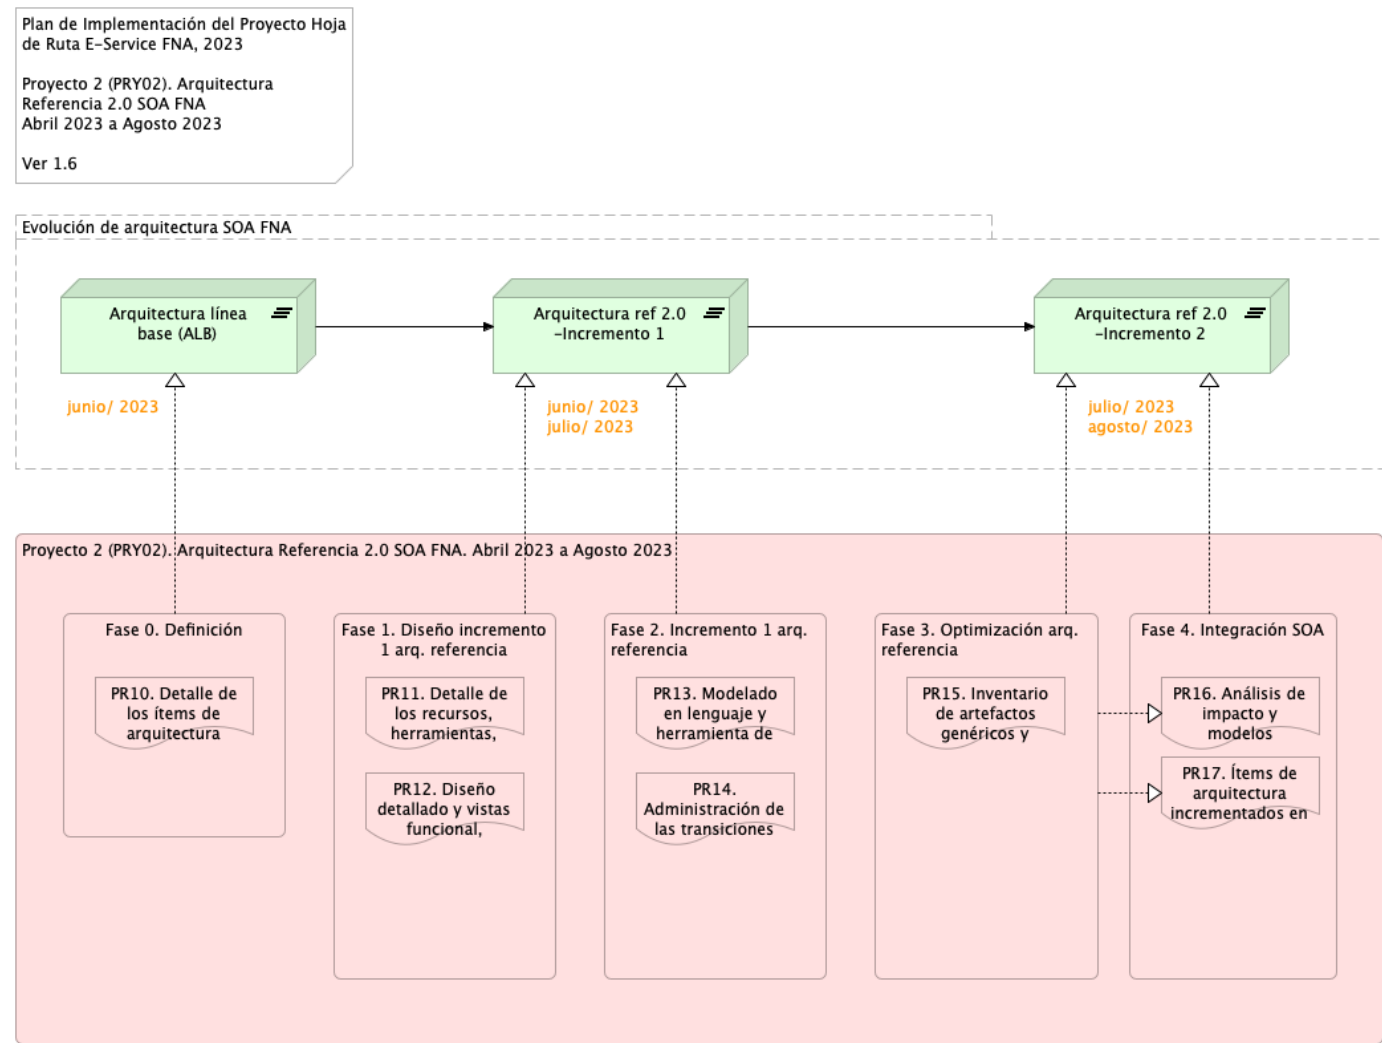 Plan de Implementación del Proyecto Hoja
de Ruta E-Service FNA, 2023
Proyecto 2 (PRY02). Arquitectura
Referencia 2.0 SOA FNA
Abril 2023 a Agosto 2023
Ver 1.6
Evolución de arquitectura SOA FNA
Arquitectura línea
base (ALB)
Arquitectura ref 2.0
-Incremento 1
Arquitectura ref 2.0
-Incremento 2
junio/ 2023
junio/ 2023
julio/ 2023
julio/ 2023
agosto/ 2023
Proyecto 2 (PRY02). Arquitectura Referencia 2.0 SOA FNA. Abril 2023 a Agosto 2023
Fase 0. Definición
PR10. Detalle de
los ítems de
arquitectura
Fase 1. Diseño incremento
1 arq. referencia
PR11. Detalle de
los recursos,
herramientas,
PR12. Diseño
detallado y vistas
funcional,
Fase 2. Incremento 1 arq.
referencia
PR13. Modelado
en lenguaje y
herramienta de
PR14.
Administración de
las transiciones
Fase 3. Optimización arq.
referencia
PR15. Inventario
de artefactos
genéricos y
Fase 4. Integración SOA
PR16. Análisis de
impacto y
modelos
PR17. Ítems de
arquitectura
incrementados en